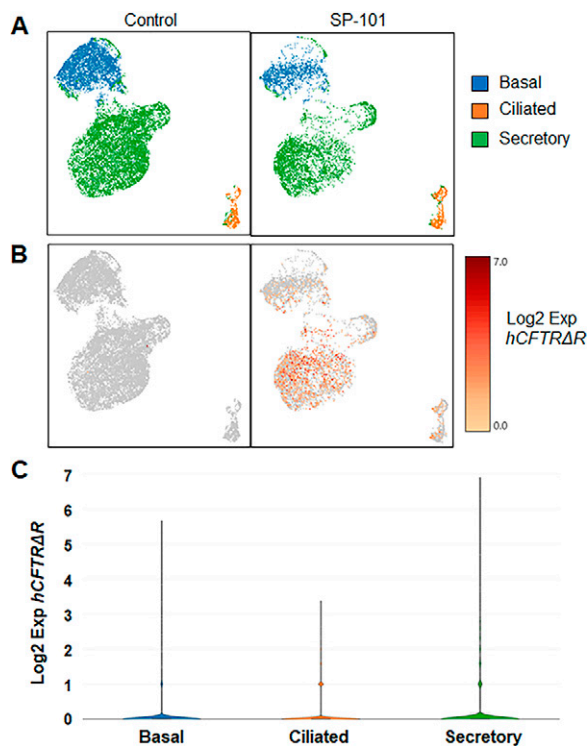 A
Control
SP-101
Basal
Ciliated
Secretory
B
7.0
Log2 Exp
hCFTRΔR
0.0
C
Log2 Exp hCFTRΔR
7
6
5
4
3
2
1
0
Basal
Ciliated
Secretory